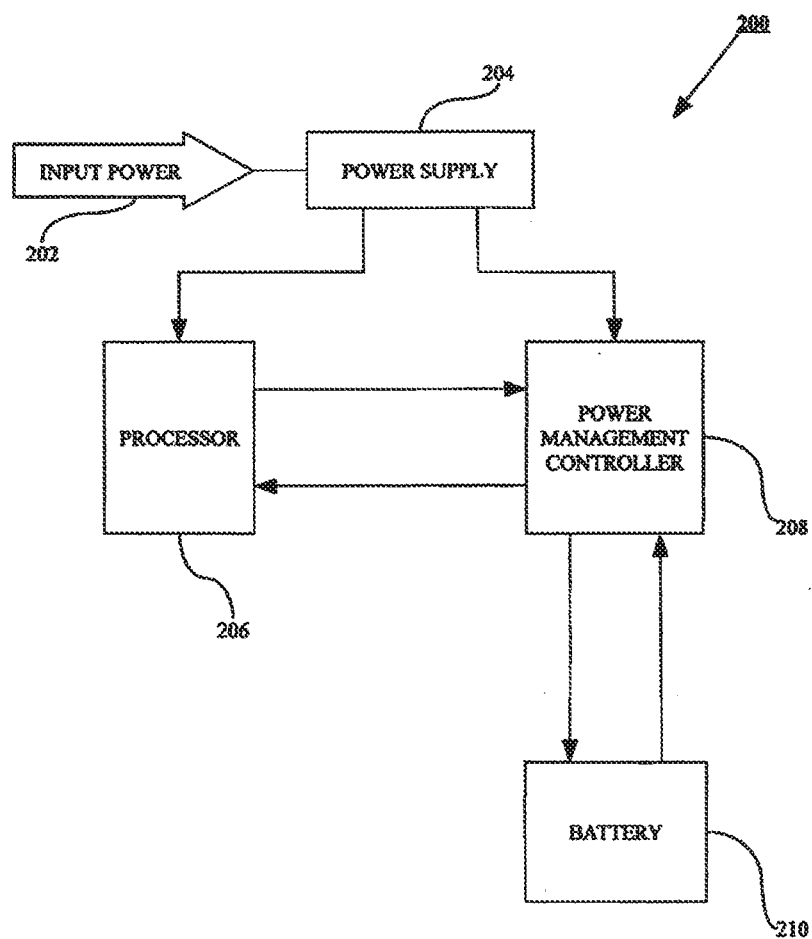 200
204
INPUT POWER
POWER SUPPLY
202
PROCESSOR
POWER
MANAGEMENT
CONTROLLER
208
206
BATTERY
210